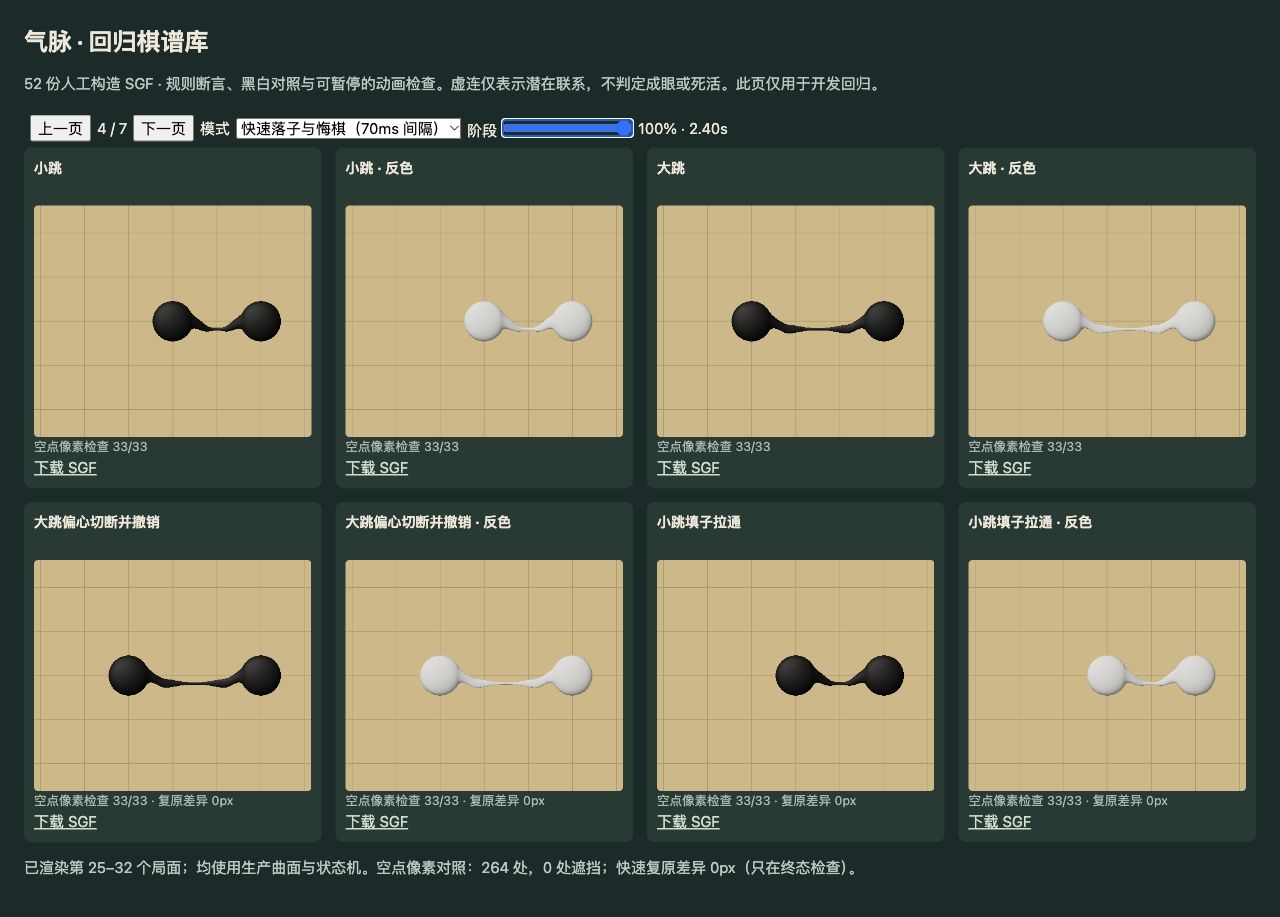 气脉 · 回归棋谱库
52 份人工构造 SGF · 规则断言、黑白对照与可暂停的动画检查。虚连仅表示潜在联系，不判定成眼或死活。此页仅用于开发回归。
上一页 4 / 7 下一页 模式 快速落子与悔棋（70ms 间隔） 阶段 100% · 2.40s
小跳
小跳 · 反色
大跳
大跳 · 反色
空点像素检查 33/33
空点像素检查 33/33
空点像素检查 33/33
空点像素检查 33/33
下载 SGF
下载 SGF
下载 SGF
下载 SGF
大跳偏心切断并撤销
大跳偏心切断并撤销 · 反色
小跳填子拉通
小跳填子拉通 · 反色
空点像素检查 33/33 · 复原差异 0px
空点像素检查 33/33 · 复原差异 0px
空点像素检查 33/33 · 复原差异 0px
空点像素检查 33/33 · 复原差异 0px
下载 SGF
下载 SGF
下载 SGF
下载 SGF
已渲染第 25–32 个局面；均使用生产曲面与状态机。空点像素对照：264 处，0 处遮挡；快速复原差异 0px（只在终态检查）。